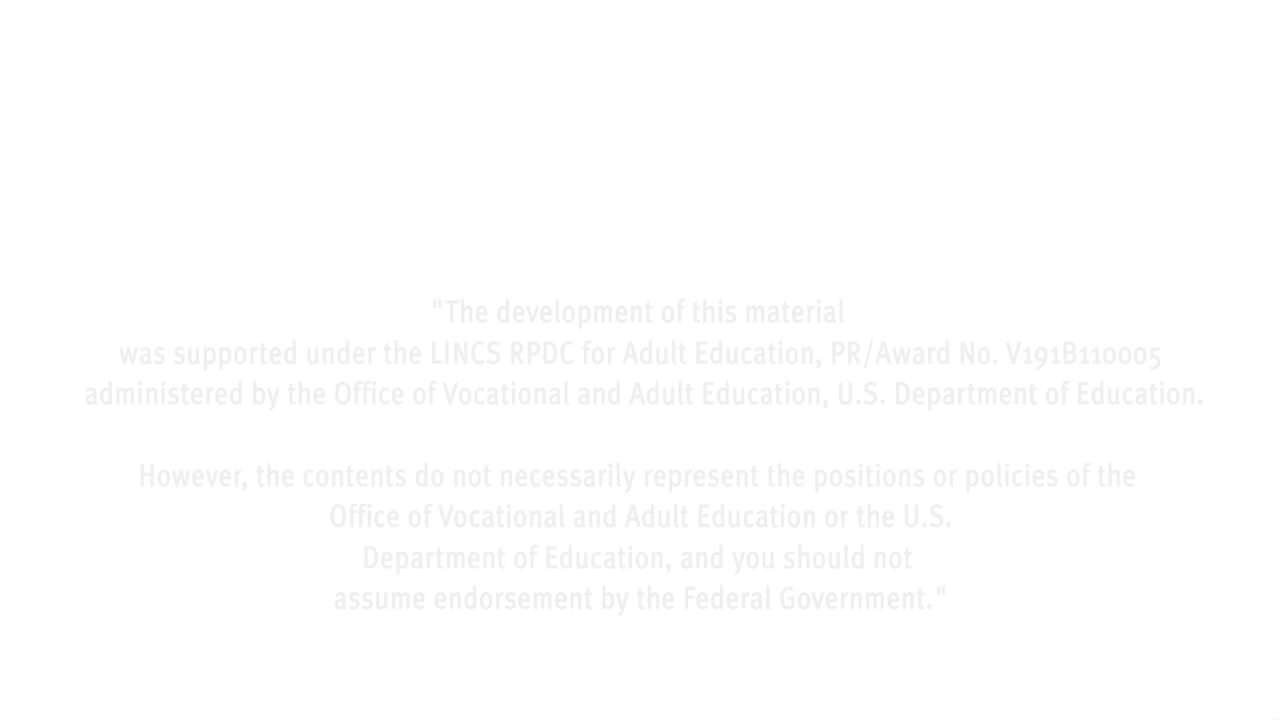 "The development of this material
was supported under the LINCS RPDC for Adult Education, PR/Award No. V191B110005
administered by the Office of Vocational and Adult Education, U.S. Department of Education.
However, the contents do not necessarily represent the positions or policies of the
Office of Vocational and Adult Education or the U.S.
Department of Education, and you should not
assume endorsement by the Federal Government."